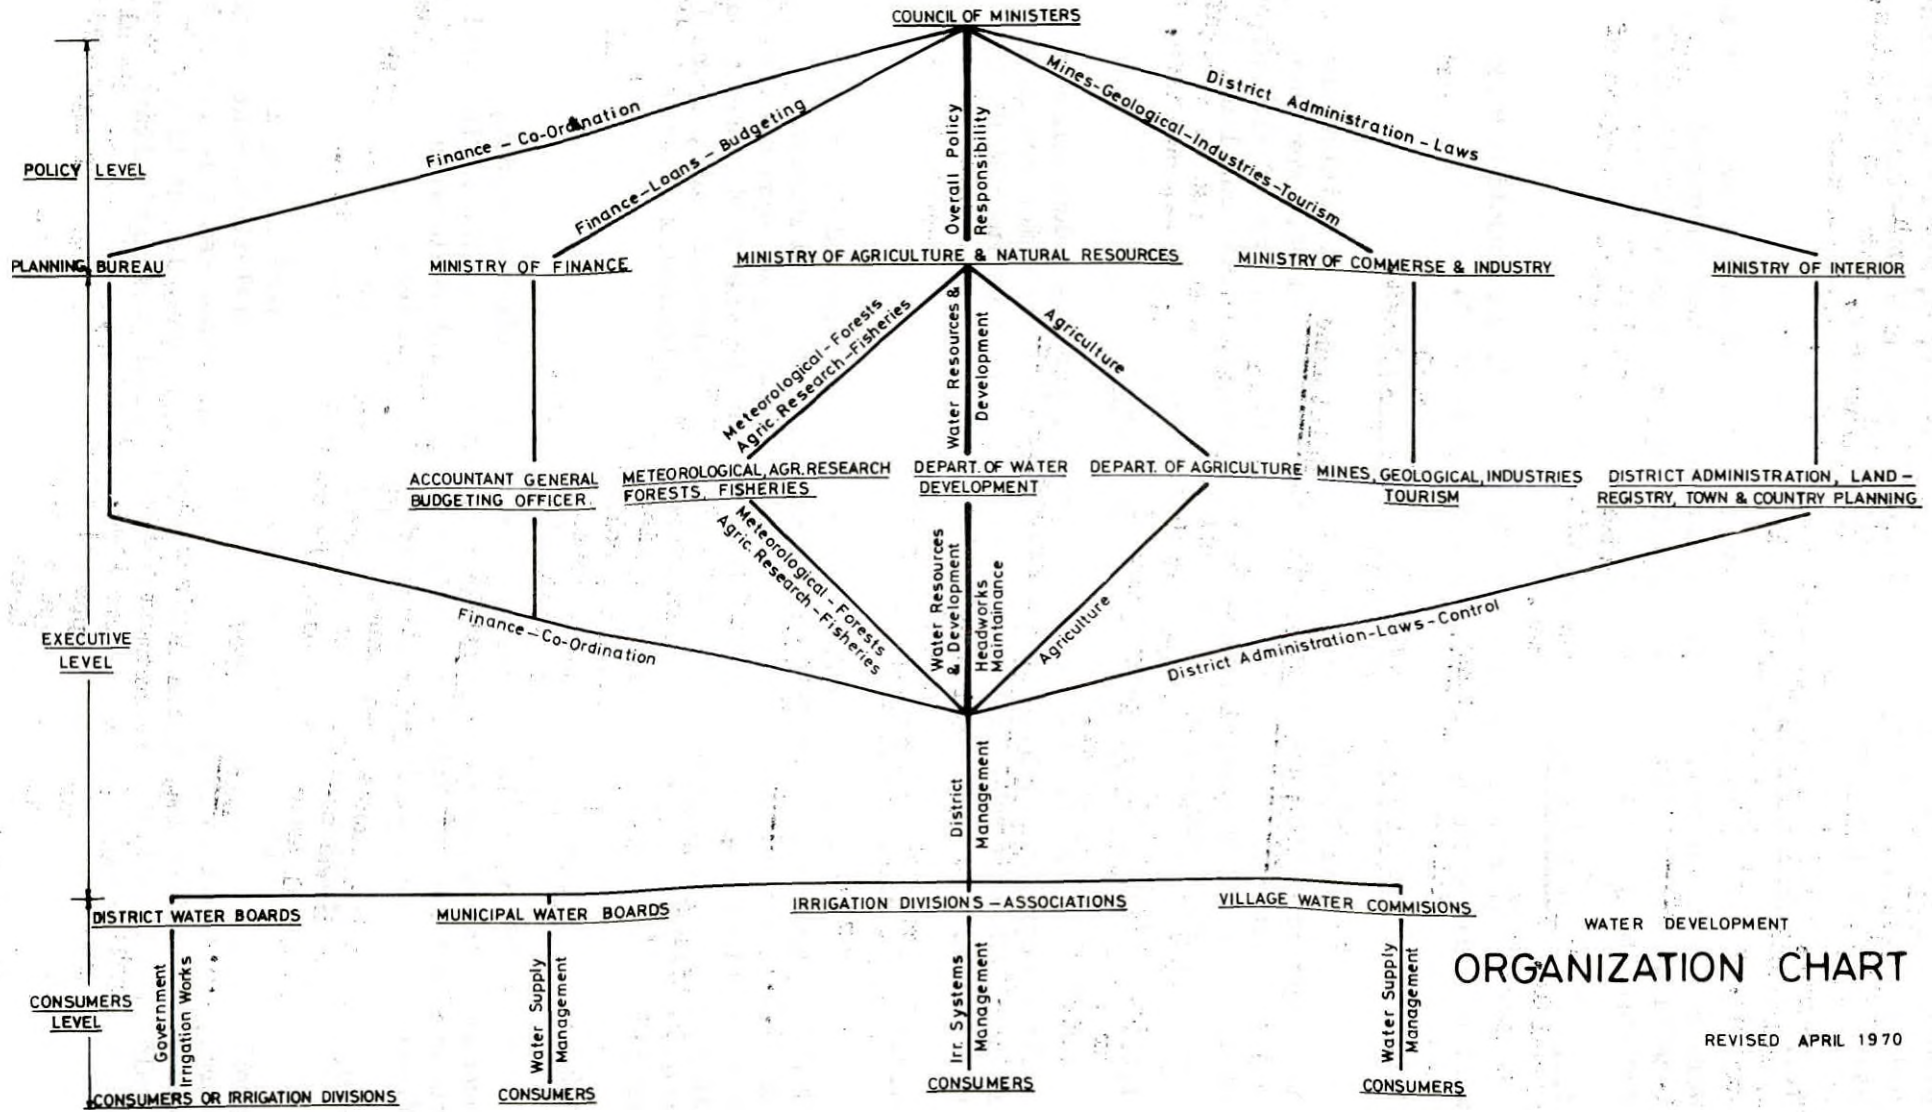 COUNCIL OF MINISTERS
Finance - Co-Ordination
Finance-Loans-Budgeting
Overall Policy
Responsibility
Mines-Geological-Industries-Tourism
District Administration - Laws
POLICY LEVEL
PLANNING BUREAU
MINISTRY OF FINANCE
MINISTRY OF AGRICULTURE & NATURAL RESOURCES
MINISTRY OF COMMERSE & INDUSTRY
MINISTRY OF INTERIOR
Meteorological-Forests
Agric. Research-Fisheries
Water Resources &
Development
Agriculture
ACCOUNTANT GENERAL
BUDGETING OFFICER.
METEOROLOGICAL, AGR. RESEARCH
FORESTS, FISHERIES
DEPART. OF WATER
DEVELOPMENT
DEPART. OF AGRICULTURE
MINES, GEOLOGICAL, INDUSTRIES
TOURISM
DISTRICT ADMINISTRATION, LAND-
REGISTRY, TOWN & COUNTRY PLANNING
EXECUTIVE
LEVEL
Finance-Co-Ordination
Meteorological-Forests
Agric. Research-Fisheries
Water Resources
& Development
Headworks
Maintainance
Agriculture
District Administration-Laws-Control
District
Management
DISTRICT WATER BOARDS
MUNICIPAL WATER BOARDS
IRRIGATION DIVISIONS-ASSOCIATIONS
VILLAGE WATER COMMISIONS
CONSUMERS
LEVEL
Government
Irrigation Works
Water Supply
Management
Irr. Systems
Management
Water Supply
Management
CONSUMERS OR IRRIGATION DIVISIONS
CONSUMERS
CONSUMERS
CONSUMERS
WATER DEVELOPMENT
ORGANIZATION CHART
REVISED APRIL 1970